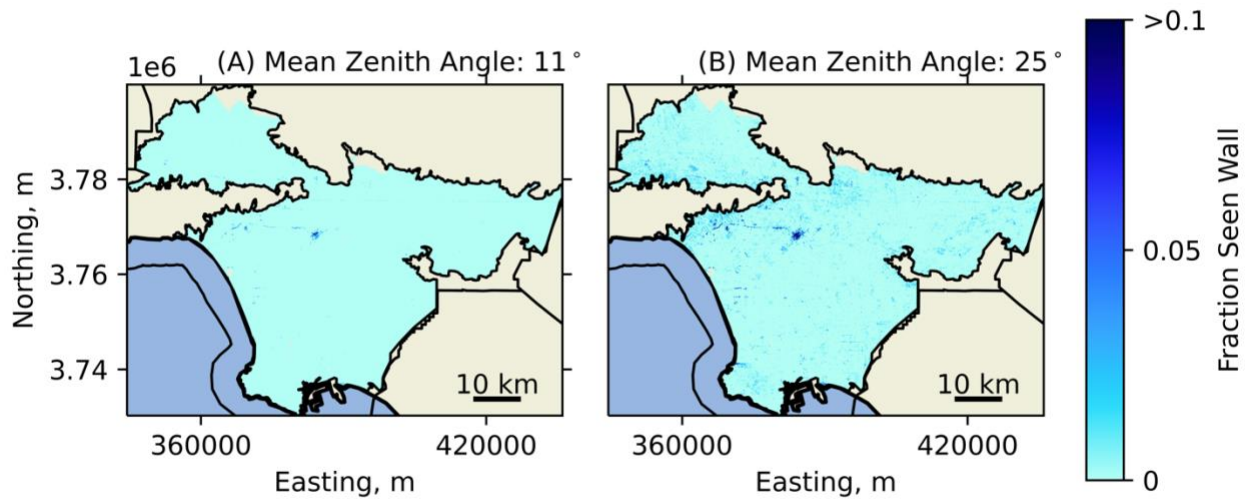 1e6
(A) Mean Zenith Angle: 11°
(B) Mean Zenith Angle: 25°
>0.1
0.05
0
Fraction Seen Wall
Northing, m
3.78
3.76
3.74
10 km
10 km
360000
420000
360000
420000
Easting, m
Easting, m